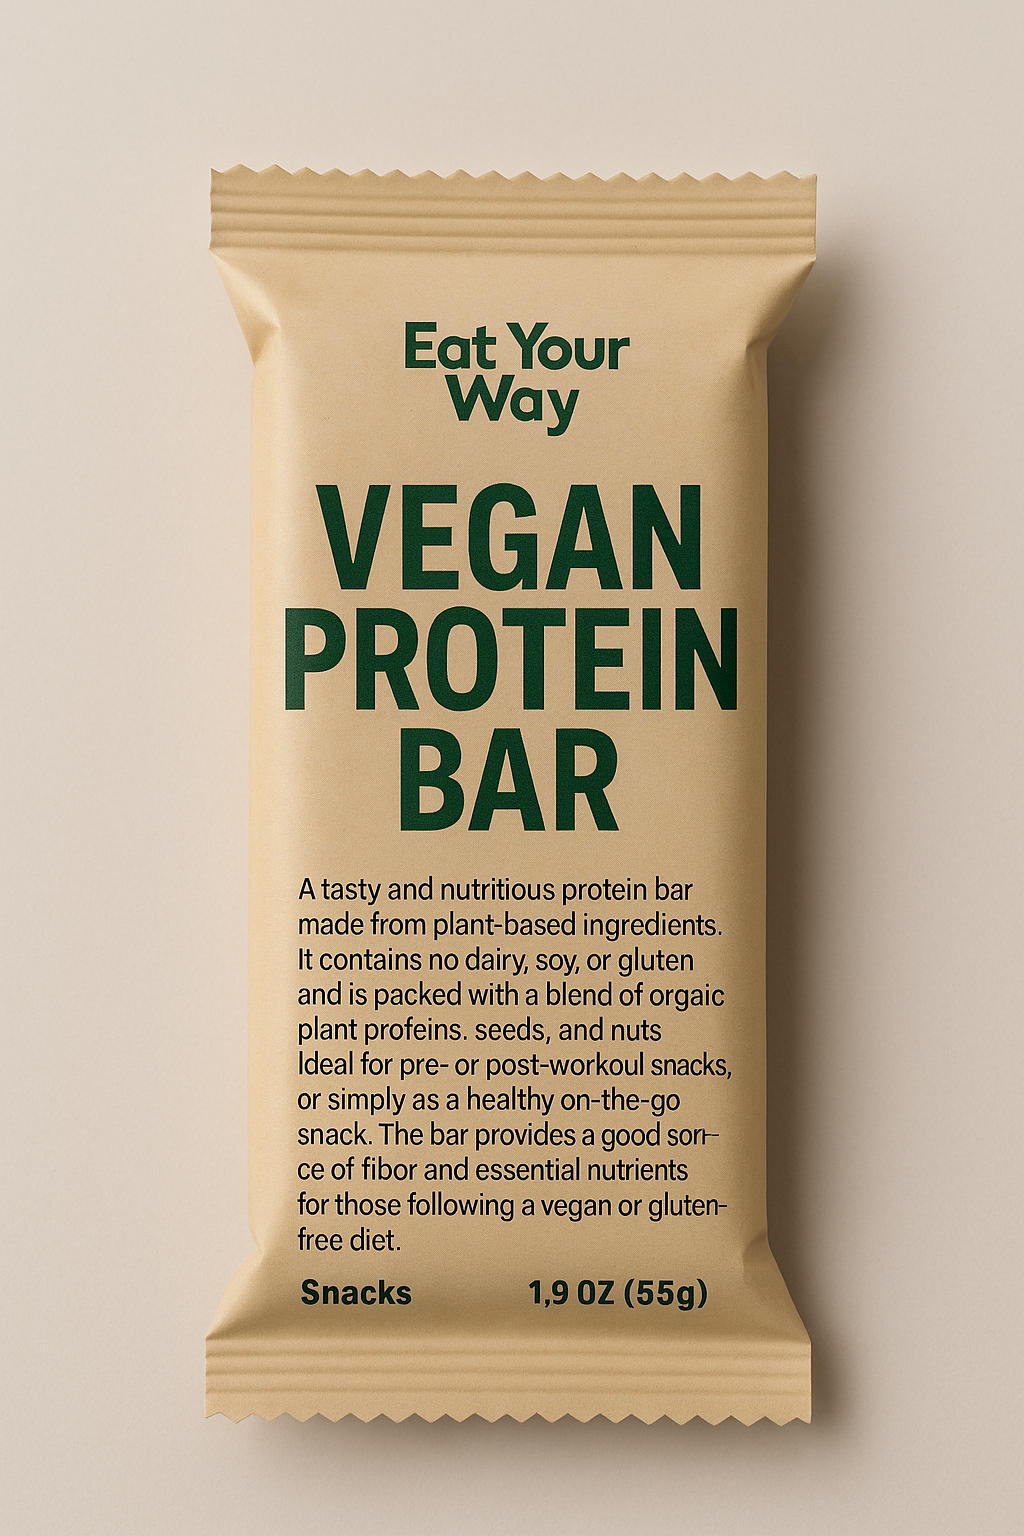 Eat Your
Way
VEGAN
PROTEIN
BAR
A tasty and nutritious protein bar
made from plant-based ingredients.
It contains no dairy, soy, or gluten
and is packed with a blend of orgaic
plant profeins. seeds, and nuts
Ideal for pre- or post-workoul snacks,
or simply as a healthy on-the-go
snack. The bar provides a good
ce of fibor and essential nutrients
for those following a vegan or gluten-
free diet.
Snacks 1,9 OZ (55g)